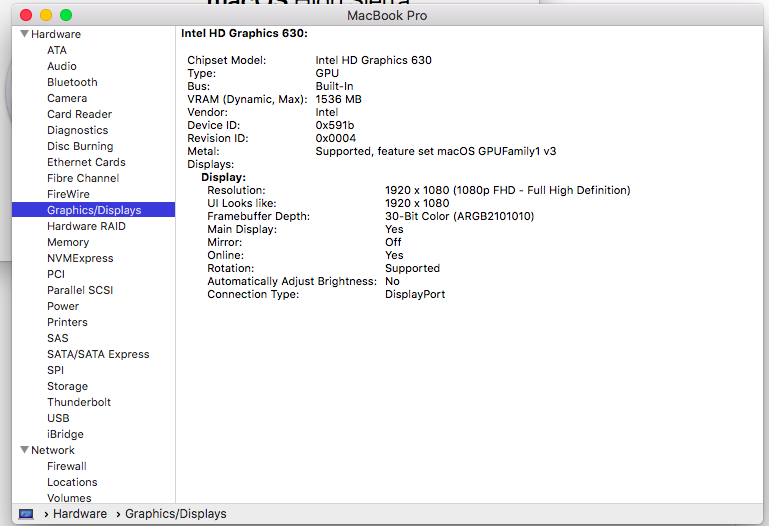 macOS High Sierra
MacBook Pro
Hardware
ATA
Audio
Bluetooth
Camera
Card Reader
Diagnostics
Disc Burning
Ethernet Cards
Fibre Channel
FireWire
Graphics/Displays
Hardware RAID
Memory
NVMExpress
PCI
Parallel SCSI
Power
Printers
SAS
SATA/SATA Express
SPI
Storage
Thunderbolt
USB
iBridge
Network
Firewall
Locations
Volumes
Intel HD Graphics 630:
Chipset Model: Intel HD Graphics 630
Type: GPU
Bus: Built-In
VRAM (Dynamic, Max): 1536 MB
Vendor: Intel
Device ID: 0x591b
Revision ID: 0x0004
Metal: Supported, feature set macOS GPUFamily1 v3
Displays:
Display:
Resolution: 1920 x 1080 (1080p FHD - Full High Definition)
UI Looks like: 1920 x 1080
Framebuffer Depth: 30-Bit Color (ARGB2101010)
Main Display: Yes
Mirror: Off
Online: Yes
Rotation: Supported
Automatically Adjust Brightness: No
Connection Type: DisplayPort
› Hardware › Graphics/Displays